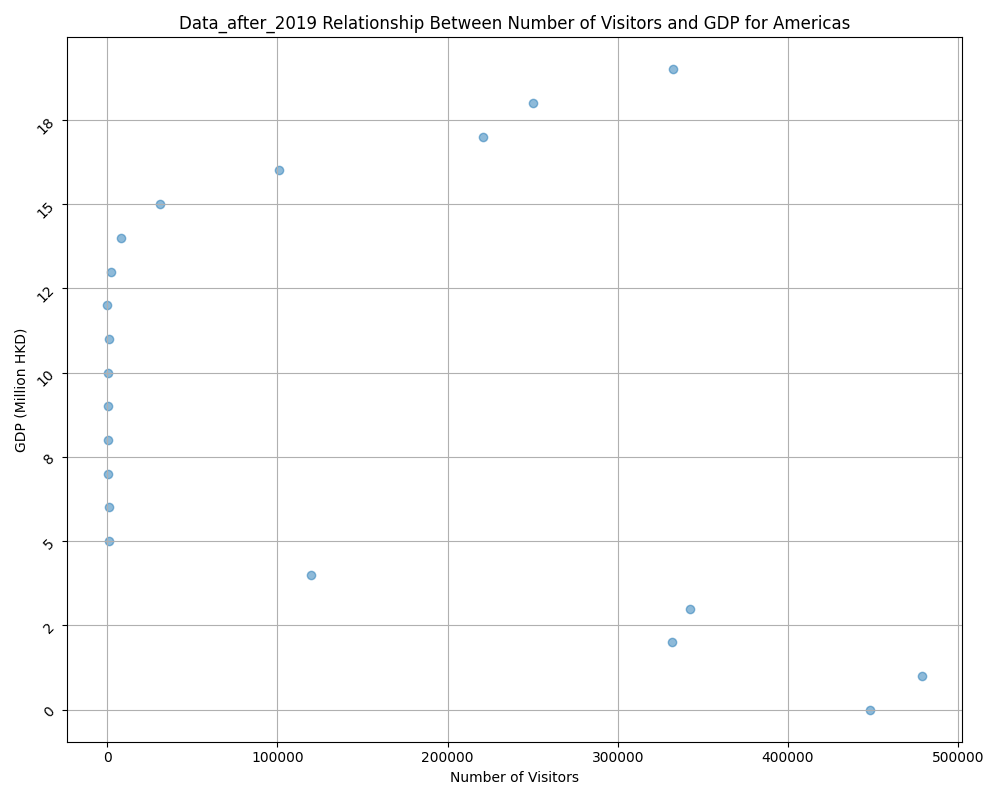 Data_after_2019 Relationship Between Number of Visitors and GDP for Americas
18
15
12
10
8
5
2
0
GDP (Million HKD)
0 100000 200000 300000 400000 500000
Number of Visitors